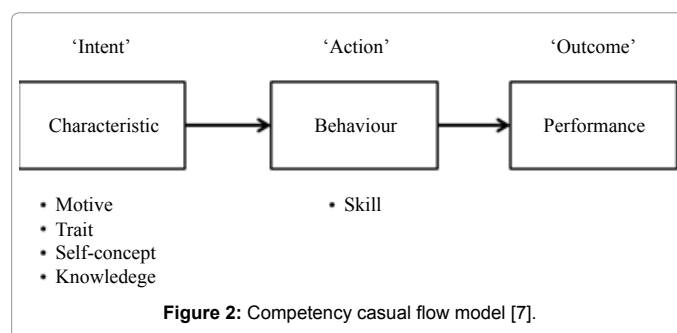 ‘Intent’ ‘Action’ ‘Outcome’
Characteristic Behaviour Performance
• Motive • Skill
• Trait
• Self-concept
• Knowledege
Figure 2: Competency casual flow model [7].